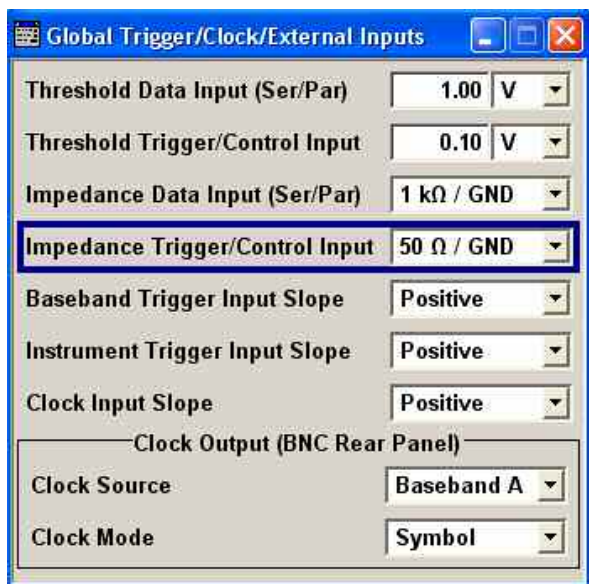 Global Trigger/Clock/External Inputs
Threshold Data Input (Ser/Par) 1.00 V
Threshold Trigger/Control Input 0.10 V
Impedance Data Input (Ser/Par) 1 kΩ / GND
Impedance Trigger/Control Input 50 Ω / GND
Baseband Trigger Input Slope Positive
Instrument Trigger Input Slope Positive
Clock Input Slope Positive
Clock Output (BNC Rear Panel)
Clock Source Baseband A
Clock Mode Symbol